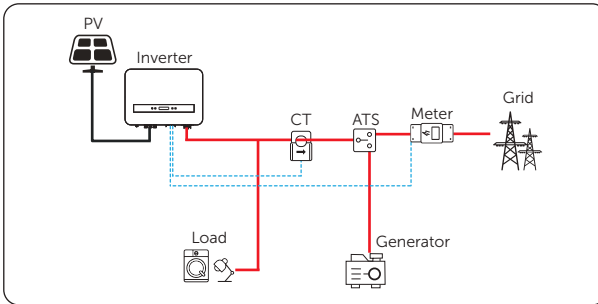 PV
Inverter
CT
ATS
Meter
Grid
Load
Generator